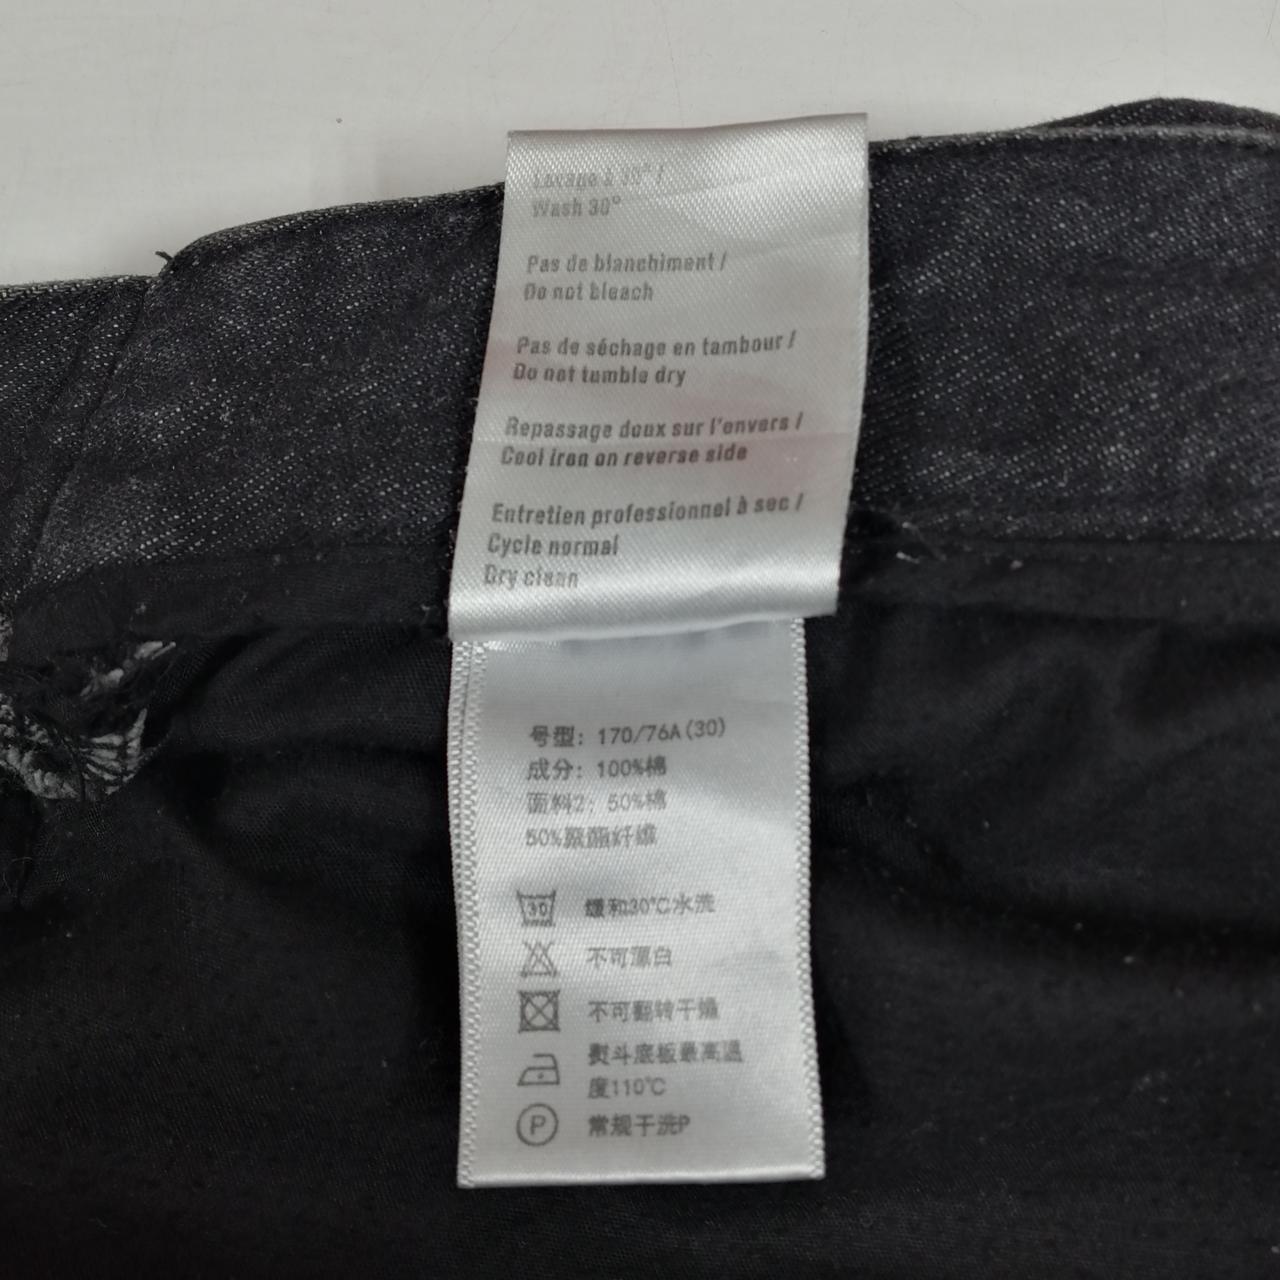 Lavage à 30° /
Wash 30°
Pas de blanchiment /
Do not bleach
Pas de séchage en tambour /
Do not tumble dry
Repassage doux sur l'envers /
Cool iron on reverse side
Entretien professionnel à sec /
Cycle normal
Dry clean
号型: 170/76A(30)
成分: 100%棉
面料2: 50%棉
50%聚酯纤维
30 缓和30℃水洗
不可漂白
不可翻转干燥
熨斗底板最高温
度110℃
P 常规干洗P